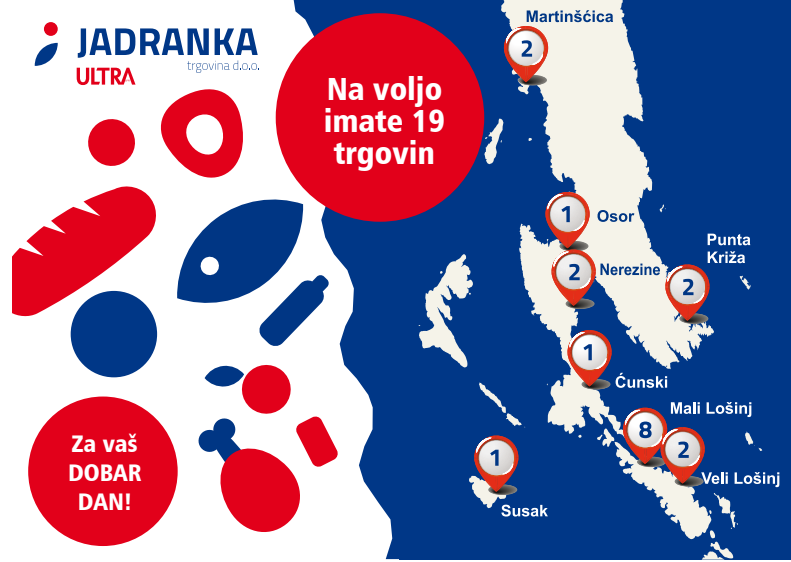 JADRANKA
trgovina d.o.o.
ULTRA
Na voljo
imate 19
trgovin
Za vaš
DOBAR
DAN!
Martinšćica
2
1
Osor
2
Nerezine
Punta
Križa
2
1
Ćunski
Mali Lošinj
8
2
Veli Lošinj
1
Susak